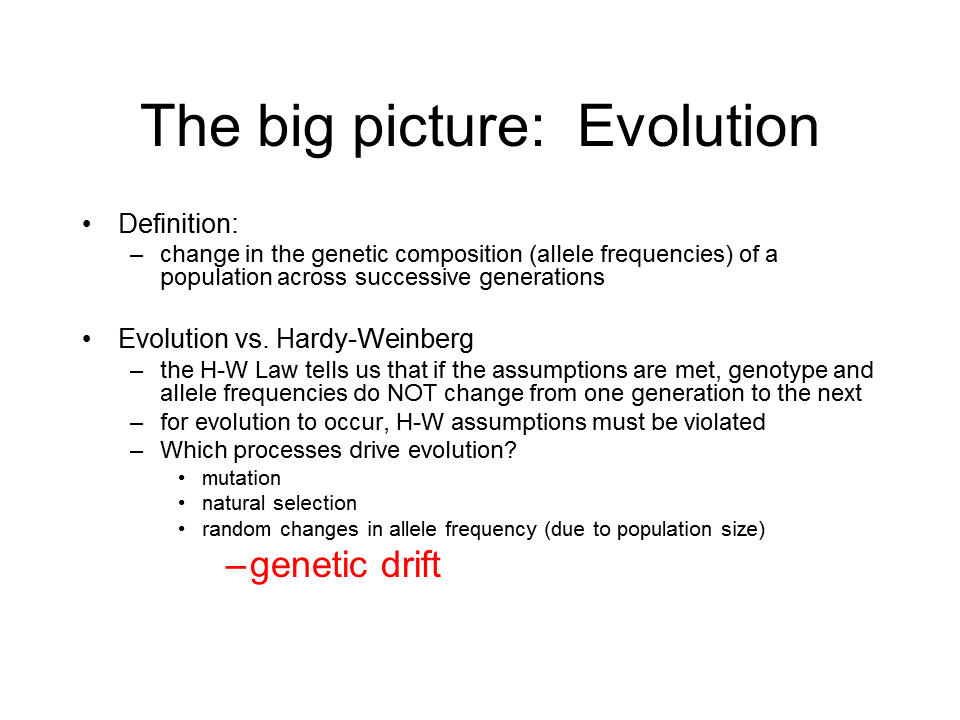 The big picture:  Evolution
• Definition:
– change in the genetic composition (allele frequencies) of a
population across successive generations
• Evolution vs. Hardy-Weinberg
– the H-W Law tells us that if the assumptions are met, genotype and
allele frequencies do NOT change from one generation to the next
– for evolution to occur, H-W assumptions must be violated
– Which processes drive evolution?
• mutation
• natural selection
• random changes in allele frequency (due to population size)
–genetic drift